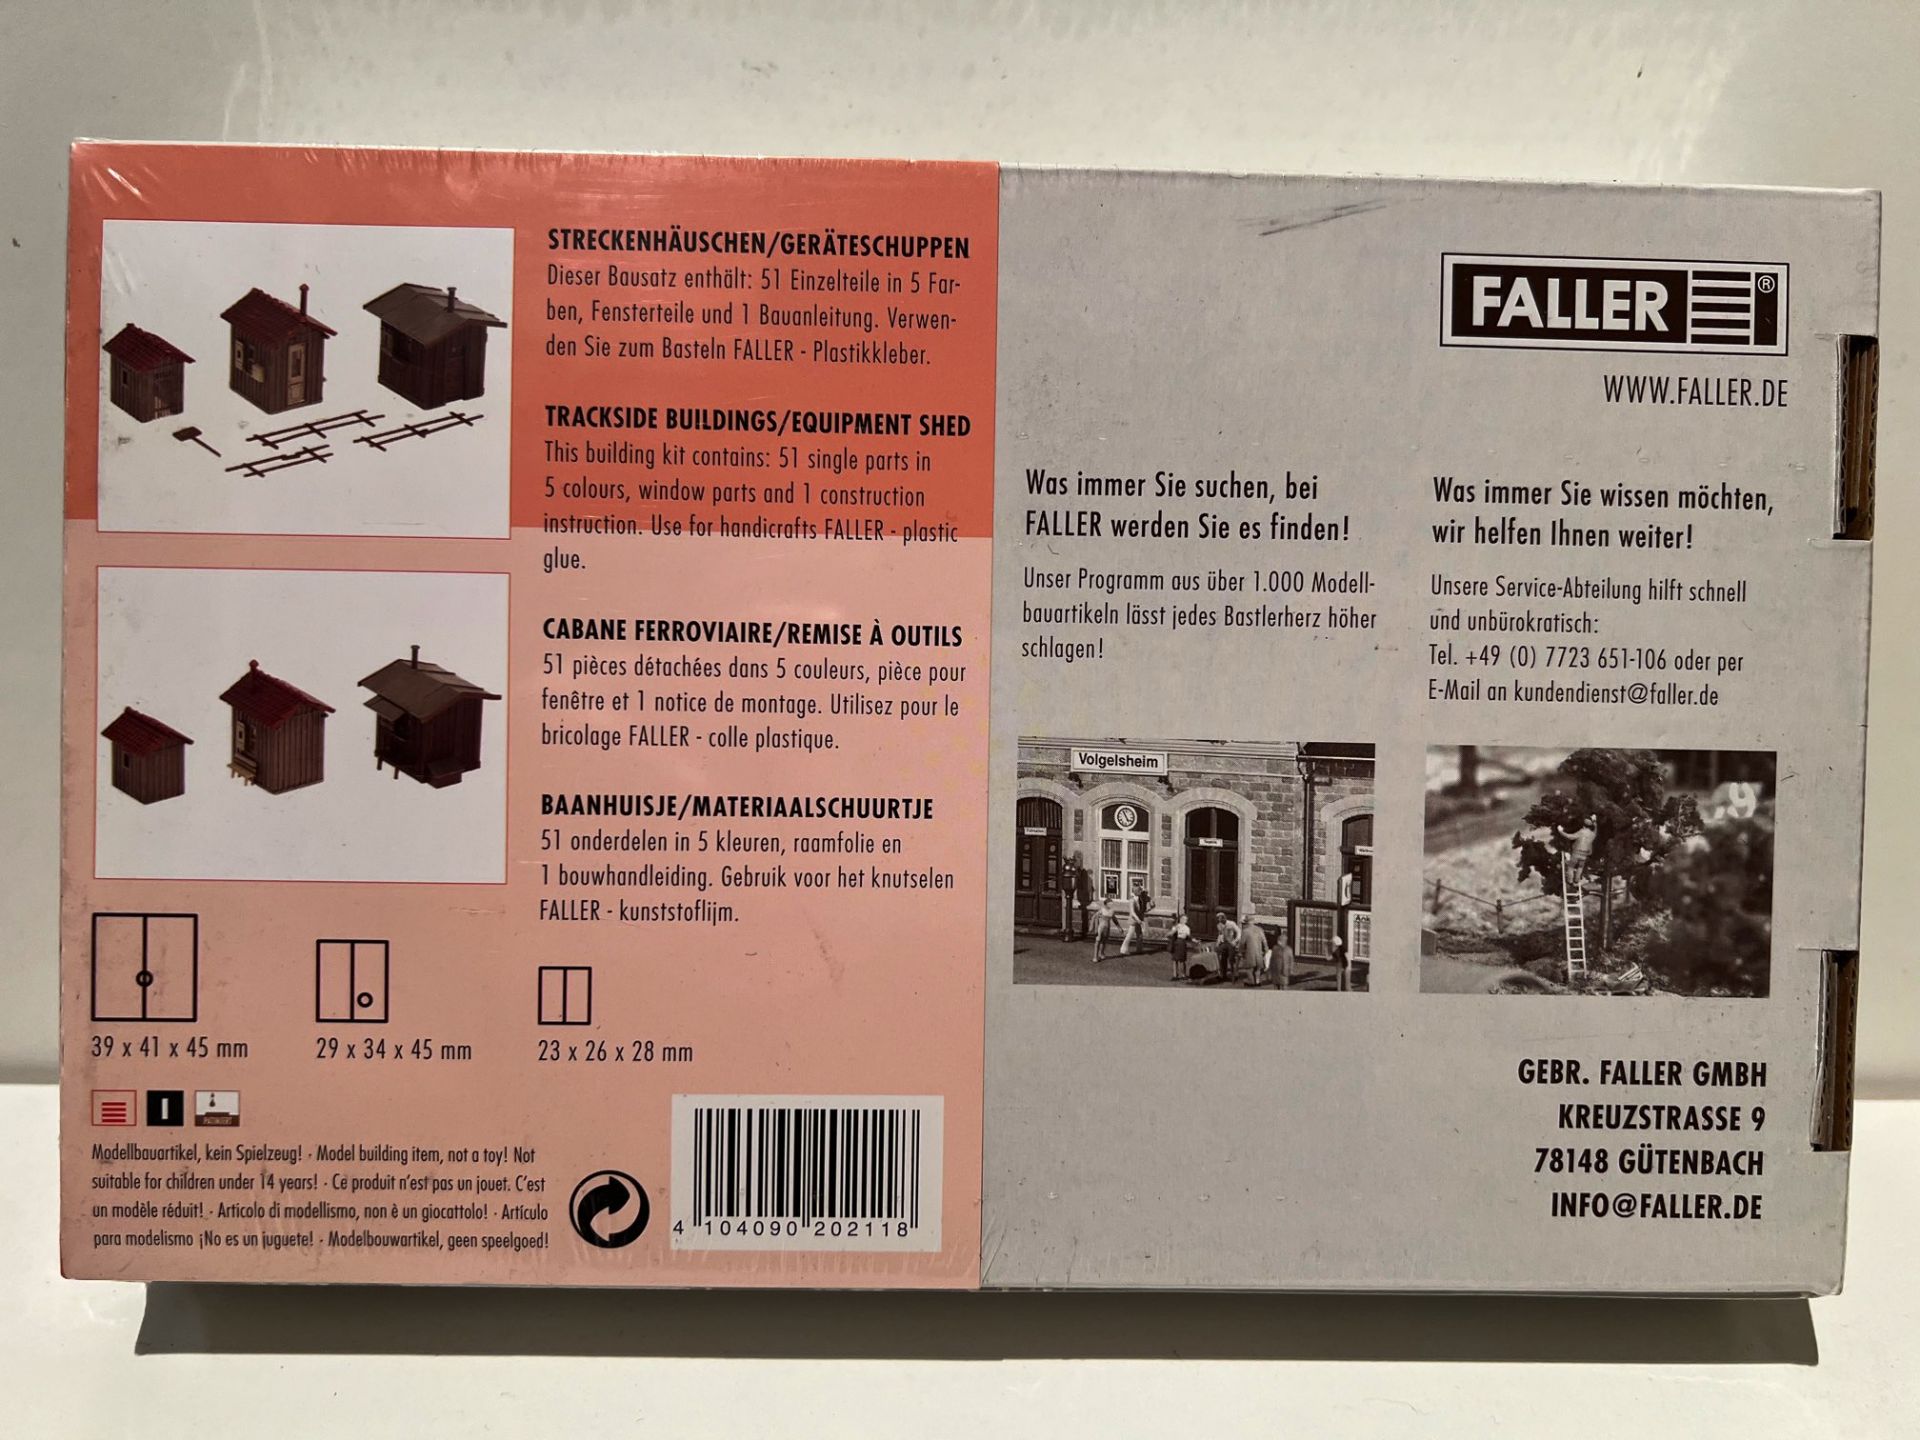 STRECKENHÄUSCHEN/GERÄTESCHUPPEN
Dieser Bausatz enthält: 51 Einzelteile in 5 Far-
ben, Fensterteile und 1 Bauanleitung. Verwen-
den Sie zum Basteln FALLER - Plastikkleber.
TRACKSIDE BUILDINGS/EQUIPMENT SHED
This building kit contains: 51 single parts in
5 colours, window parts and 1 construction
instruction. Use for handicrafts FALLER - plastic
glue.
CABANE FERROVIAIRE/REMISE À OUTILS
51 pièces détachées dans 5 couleurs, pièce pour
fenêtre et 1 notice de montage. Utilisez pour le
bricolage FALLER - colle plastique.
BAANHUISJE/MATERIAALSCHUURTJE
51 onderdelen in 5 kleuren, raamfolie en
1 bouwhandleiding. Gebruik voor het knutselen
FALLER - kunststoflijm.
39 x 41 x 45 mm
29 x 34 x 45 mm
23 x 26 x 28 mm
I
Modellbauartikel, kein Spielzeug! · Model building item, not a toy! Not
suitable for children under 14 years! · Ce produit n'est pas un jouet. C'est
un modèle réduit! · Articolo di modellismo, non è un giocattolo! · Artículo
para modelismo ¡No es un juguete! · Modelbouwartikel, geen speelgoed!
4 104090 202118
FALLER ®
WWW.FALLER.DE
Was immer Sie suchen, bei
FALLER werden Sie es finden!
Unser Programm aus über 1.000 Modell-
bauartikeln lässt jedes Bastlerherz höher
schlagen!
Was immer Sie wissen möchten,
wir helfen Ihnen weiter!
Unsere Service-Abteilung hilft schnell
und unbürokratisch:
Tel. +49 (0) 7723 651-106 oder per
E-Mail an kundendienst@faller.de
Volgelsheim
GEBR. FALLER GMBH
KREUZSTRASSE 9
78148 GÜTENBACH
INFO@FALLER.DE